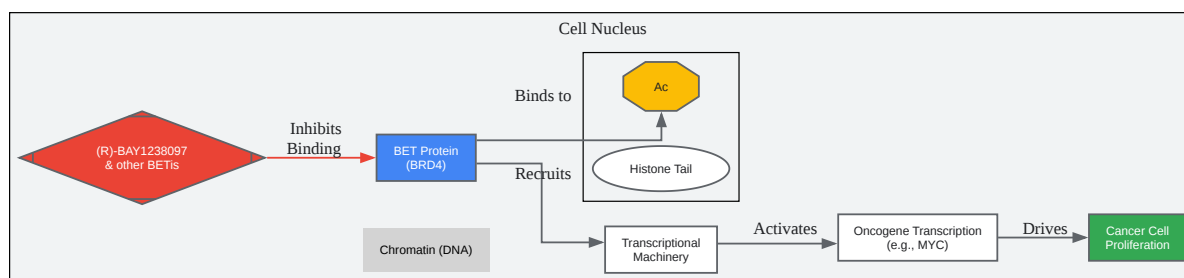 Cell Nucleus
Ac
Binds to
Inhibits
Binding
(R)-BAY1238097
& other BETis
BET Protein
(BRD4)
Recruits
Histone Tail
Chromatin (DNA)
Transcriptional
Machinery
Activates
Oncogene Transcription
(e.g., MYC)
Drives
Cancer Cell
Proliferation